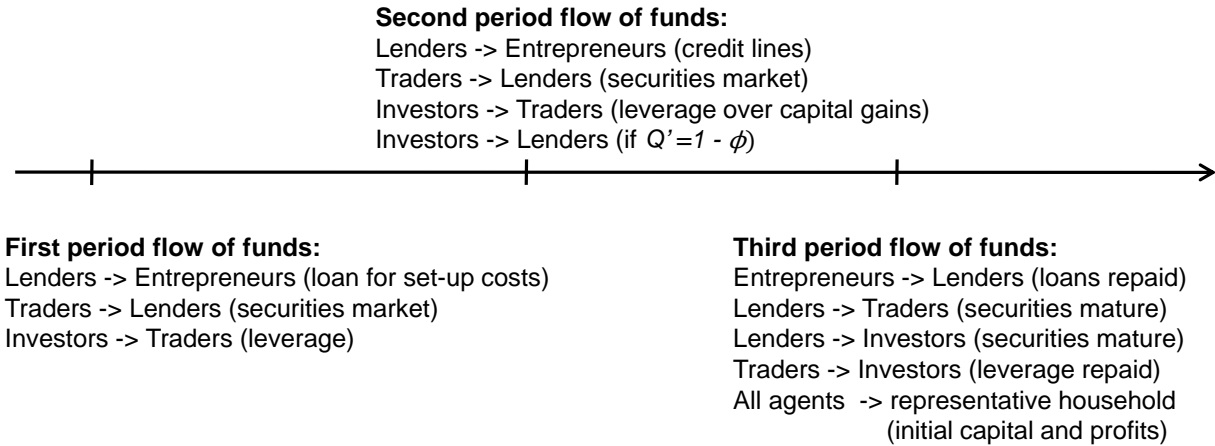 Second period flow of funds:
Lenders -> Entrepreneurs (credit lines)
Traders -> Lenders (securities market)
Investors -> Traders (leverage over capital gains)
Investors -> Lenders (if Q'=1 - ϕ)
First period flow of funds:
Lenders -> Entrepreneurs (loan for set-up costs)
Traders -> Lenders (securities market)
Investors -> Traders (leverage)
Third period flow of funds:
Entrepreneurs -> Lenders (loans repaid)
Lenders -> Traders (securities mature)
Lenders -> Investors (securities mature)
Traders -> Investors (leverage repaid)
All agents -> representative household
(initial capital and profits)